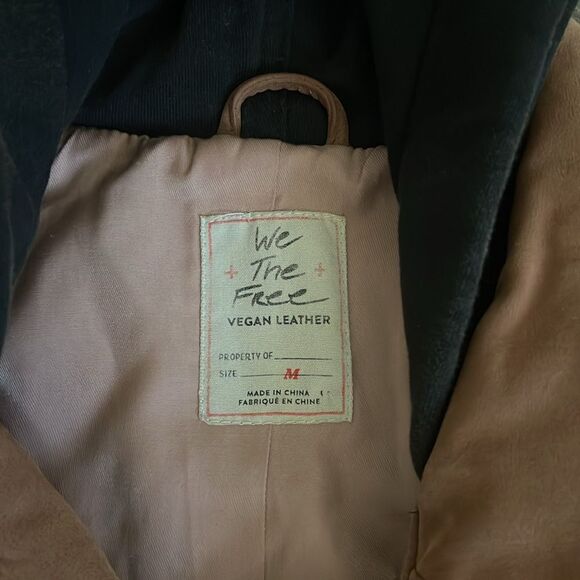 We
The
Free
VEGAN LEATHER
PROPERTY OF
SIZE M
MADE IN CHINA
FABRIQUÉ EN CHINE